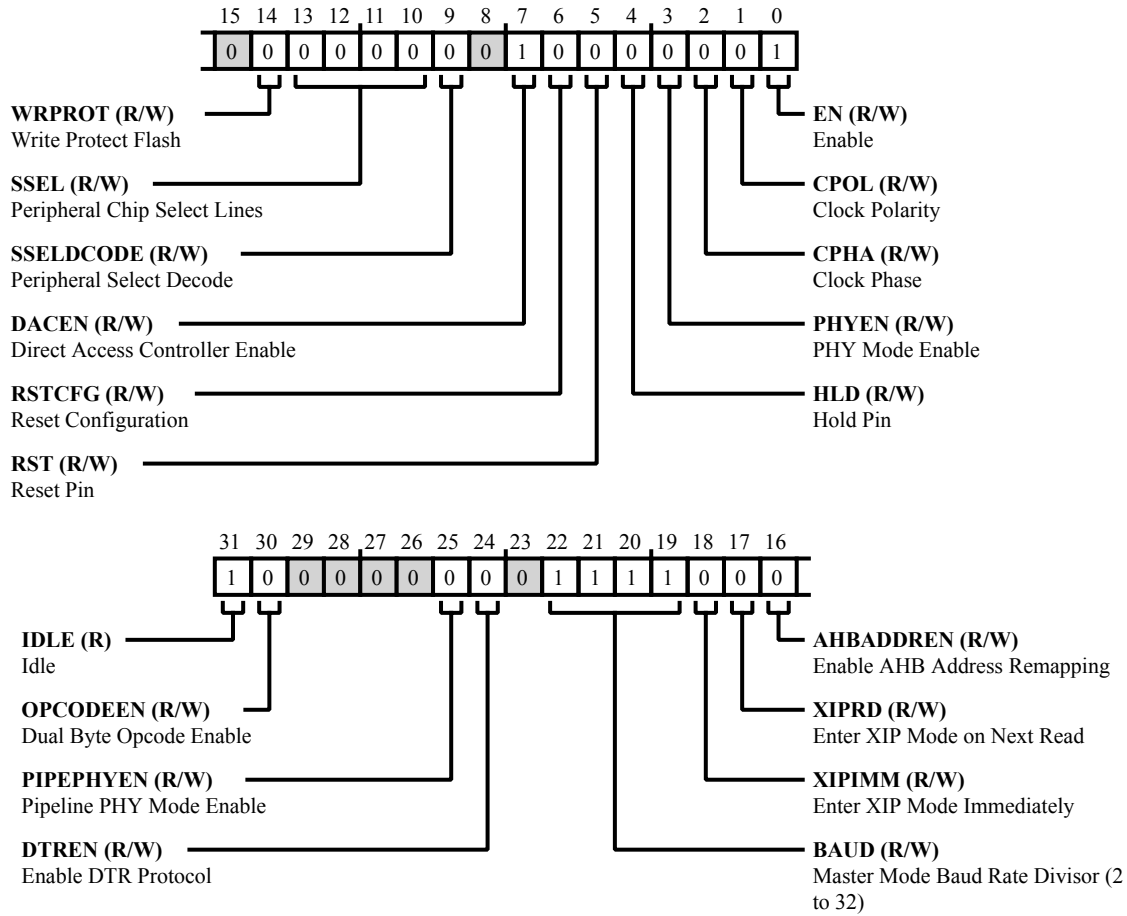 15 14 13 12 11 10 9 8 7 6 5 4 3 2 1 0
0 0 0 0 0 0 0 0 1 0 0 0 0 0 0 1
WRPROT (R/W)
Write Protect Flash
SSEL (R/W)
Peripheral Chip Select Lines
SSELDCODE (R/W)
Peripheral Select Decode
DACEN (R/W)
Direct Access Controller Enable
RSTCFG (R/W)
Reset Configuration
RST (R/W)
Reset Pin
EN (R/W)
Enable
CPOL (R/W)
Clock Polarity
CPHA (R/W)
Clock Phase
PHYEN (R/W)
PHY Mode Enable
HLD (R/W)
Hold Pin
31 30 29 28 27 26 25 24 23 22 21 20 19 18 17 16
1 0 0 0 0 0 0 0 0 1 1 1 1 0 0 0
IDLE (R)
Idle
OPCODEEN (R/W)
Dual Byte Opcode Enable
PIPEPHYEN (R/W)
Pipeline PHY Mode Enable
DTREN (R/W)
Enable DTR Protocol
AHBADDREN (R/W)
Enable AHB Address Remapping
XIPRD (R/W)
Enter XIP Mode on Next Read
XIPIMM (R/W)
Enter XIP Mode Immediately
BAUD (R/W)
Master Mode Baud Rate Divisor (2
to 32)